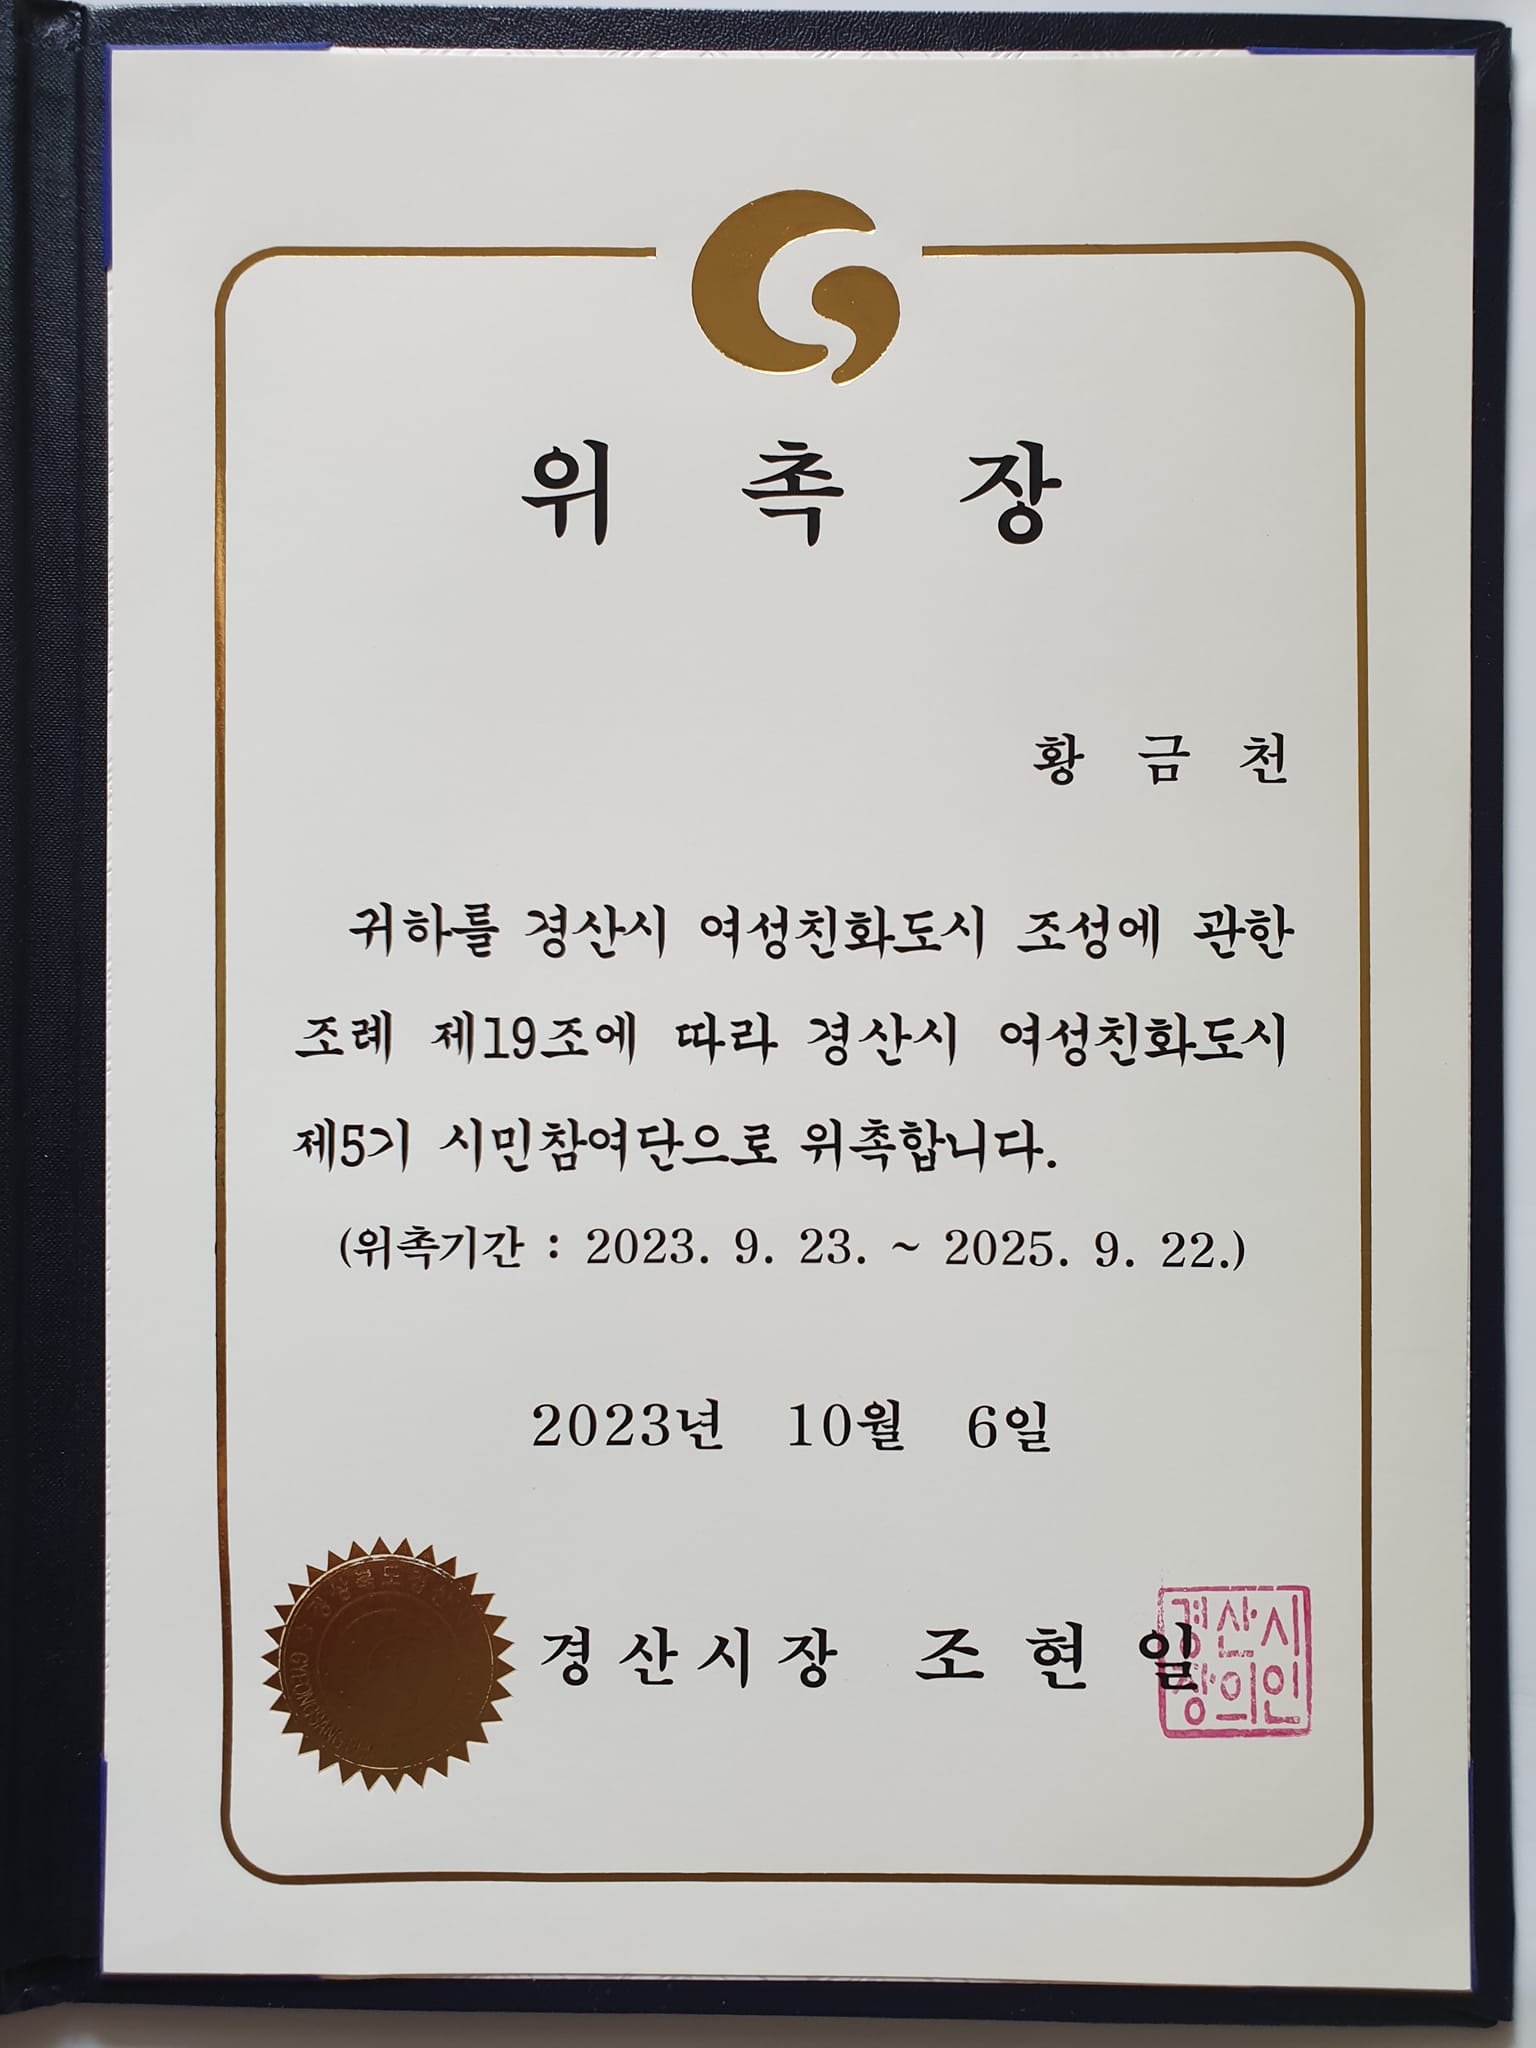 위 촉 장
황 금 천
귀하를 경산시 여성친화도시 조성에 관한
조례 제19조에 따라 경산시 여성친화도시
제5기 시민참여단으로 위촉합니다.
(위촉기간 : 2023. 9. 23. ~ 2025. 9. 22.)
2023년 10월 6일
경산시장 조 현 일
경산시
장의인